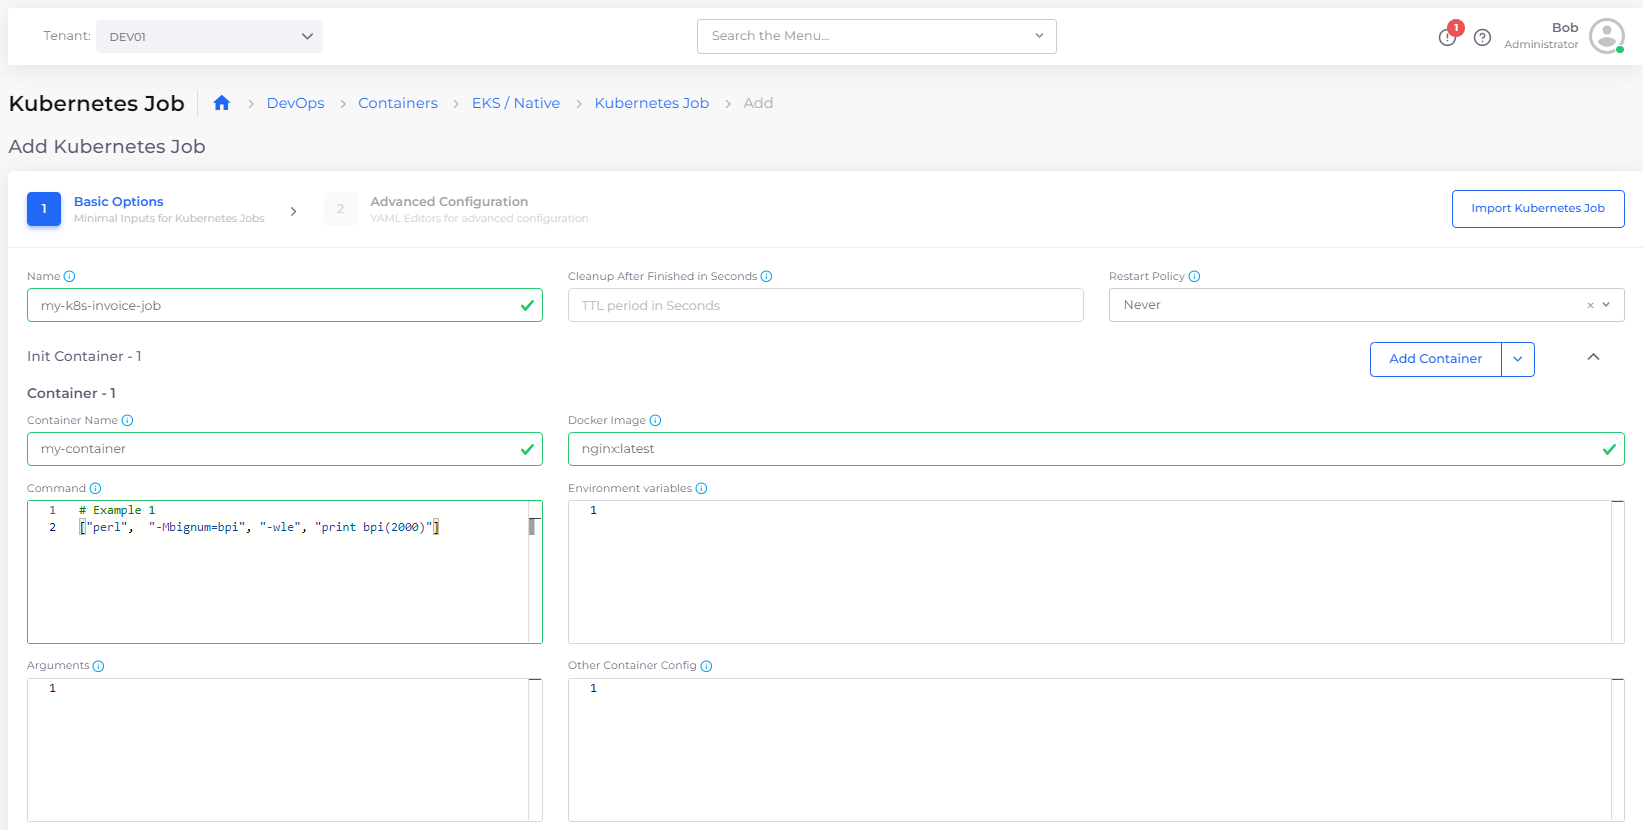 Tenant: DEV01 Search the Menu... 1 Bob
Administrator
Kubernetes Job > DevOps > Containers > EKS / Native > Kubernetes Job > Add
Add Kubernetes Job
1 Basic Options
Minimal Inputs for Kubernetes Jobs
2 Advanced Configuration
YAML Editors for advanced configuration
Import Kubernetes Job
Name
my-k8s-invoice-job
Cleanup After Finished in Seconds
TTL period in Seconds
Restart Policy
Never
Init Container - 1
Add Container
Container - 1
Container Name
my-container
Docker Image
nginx:latest
Command
1 # Example 1
2 ["perl",  "-Mbignum=bpi", "-wle", "print bpi(2000)"]
Environment variables
1
Arguments
1
Other Container Config
1